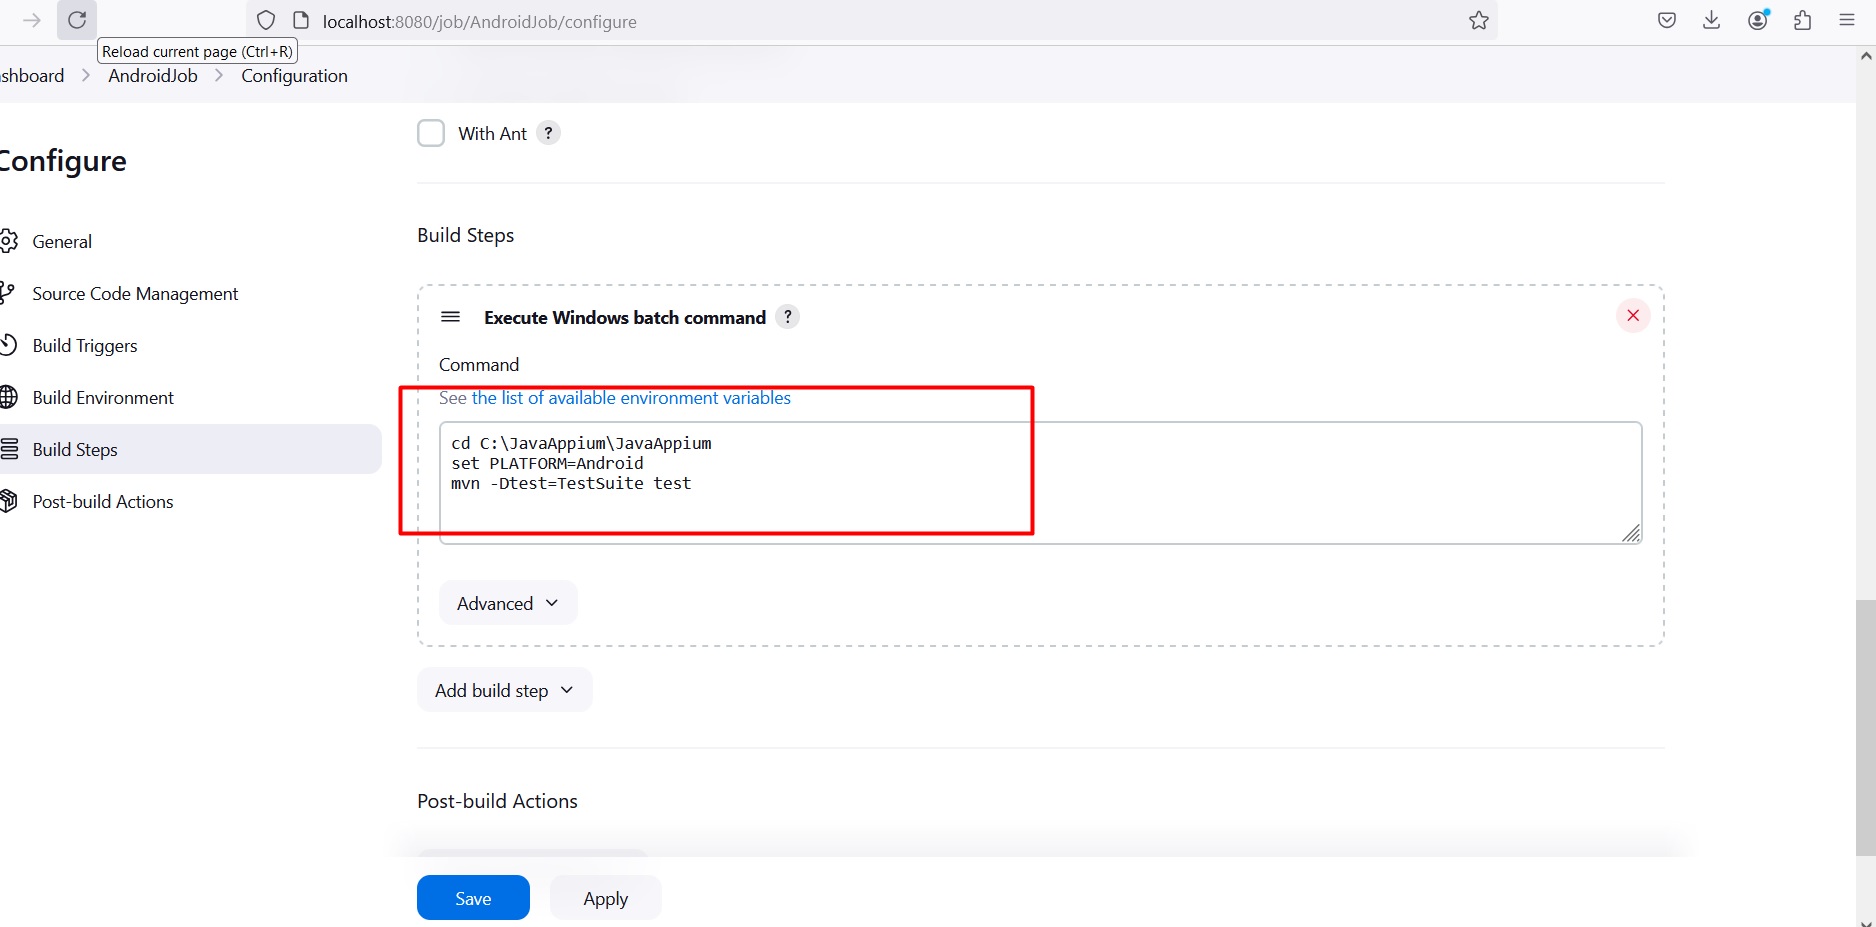 localhost:8080/job/AndroidJob/configure
Reload current page (Ctrl+R)
shboard > AndroidJob > Configuration
With Ant ?
Configure
General
Source Code Management
Build Triggers
Build Environment
Build Steps
Post-build Actions
Build Steps
Execute Windows batch command ?
Command
See the list of available environment variables
cd C:\JavaAppium\JavaAppium
set PLATFORM=Android
mvn -Dtest=TestSuite test
Advanced
Add build step
Post-build Actions
Save
Apply